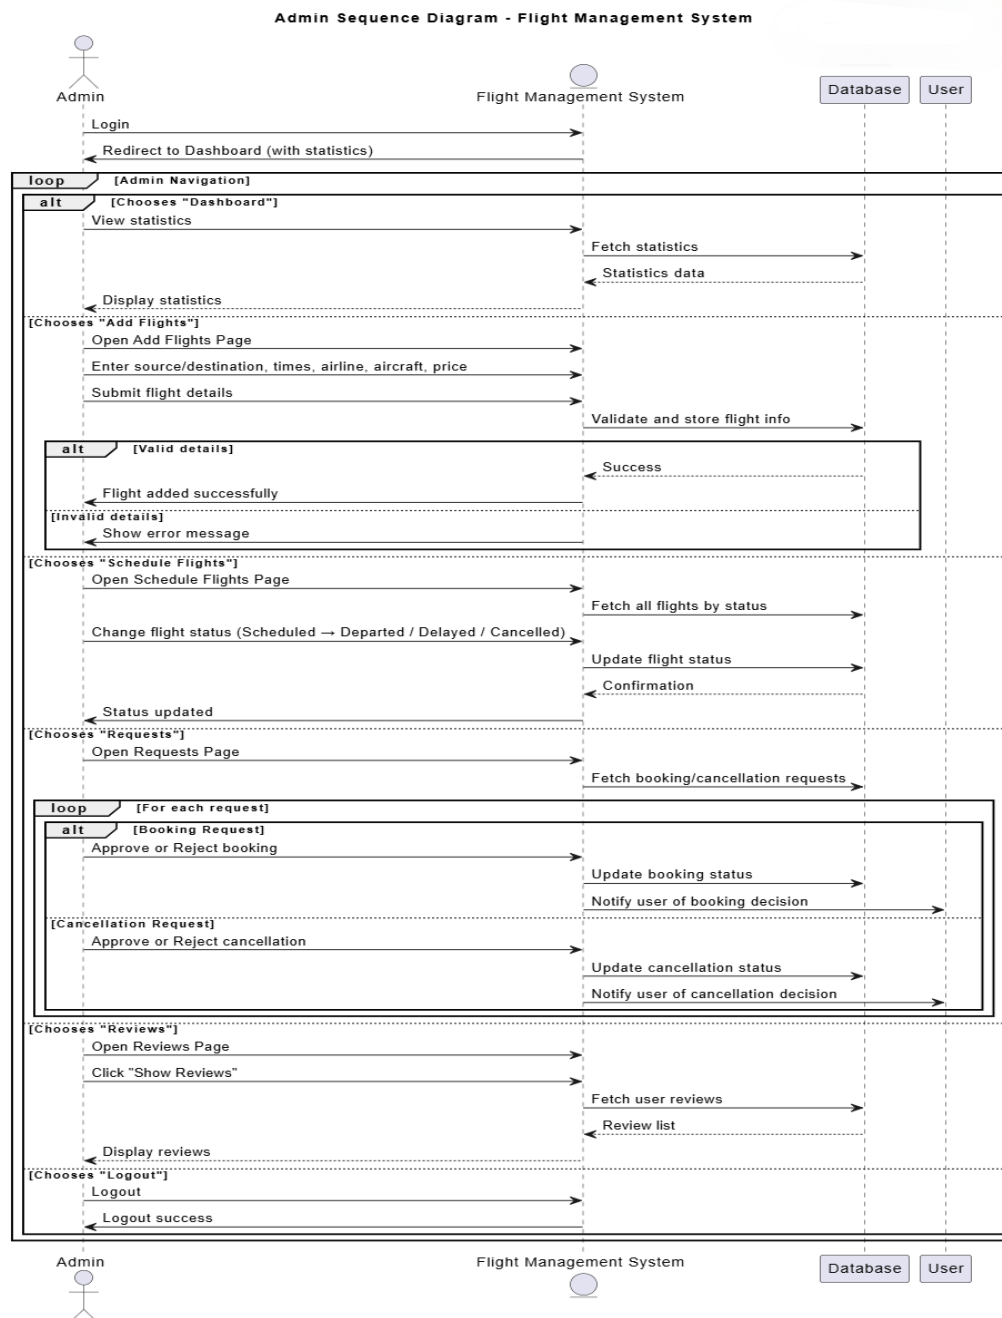 Admin Sequence Diagram - Flight Management System
Admin
Flight Management System
Database
User
Login
Redirect to Dashboard (with statistics)
loop [Admin Navigation]
alt [Chooses "Dashboard"]
View statistics
Fetch statistics
Statistics data
Display statistics
[Chooses "Add Flights"]
Open Add Flights Page
Enter source/destination, times, airline, aircraft, price
Submit flight details
Validate and store flight info
alt [Valid details]
Success
Flight added successfully
[Invalid details]
Show error message
[Chooses "Schedule Flights"]
Open Schedule Flights Page
Fetch all flights by status
Change flight status (Scheduled → Departed / Delayed / Cancelled)
Update flight status
Confirmation
Status updated
[Chooses "Requests"]
Open Requests Page
Fetch booking/cancellation requests
loop [For each request]
alt [Booking Request]
Approve or Reject booking
Update booking status
Notify user of booking decision
[Cancellation Request]
Approve or Reject cancellation
Update cancellation status
Notify user of cancellation decision
[Chooses "Reviews"]
Open Reviews Page
Click "Show Reviews"
Fetch user reviews
Review list
Display reviews
[Chooses "Logout"]
Logout
Logout success
Admin
Flight Management System
Database
User